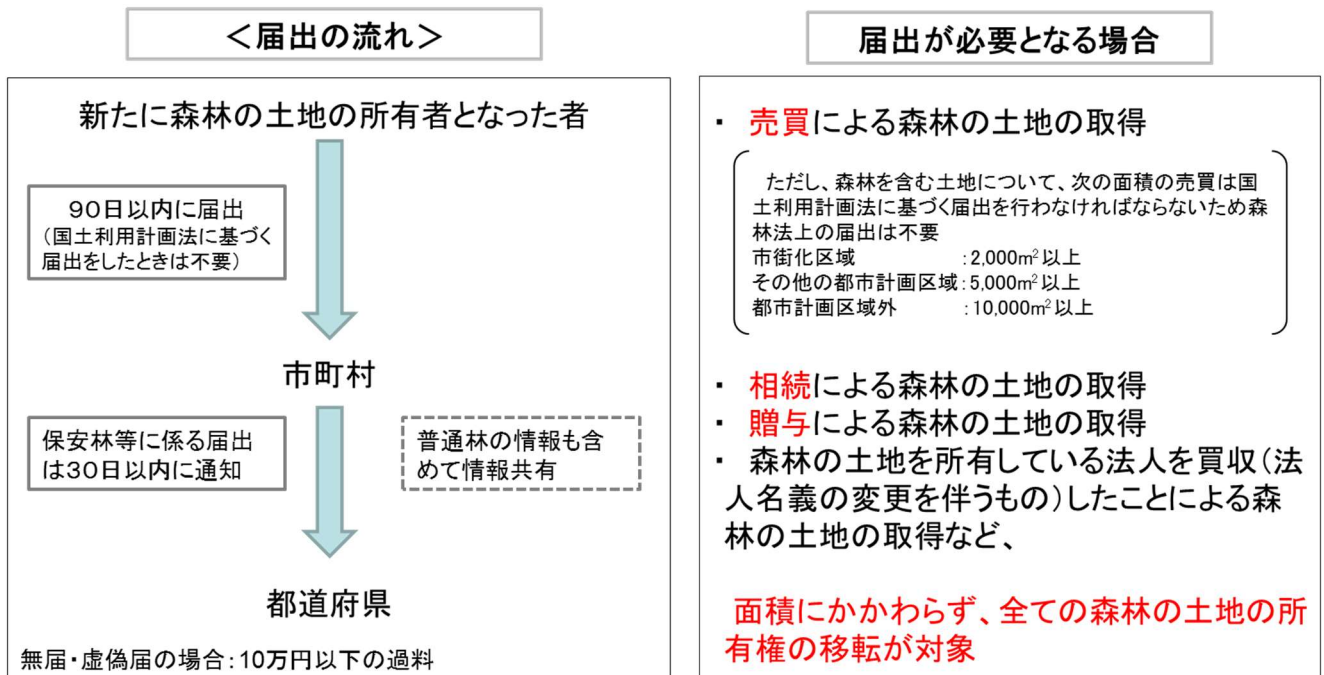 ＜届出の流れ＞
新たに森林の土地の所有者となった者
９０日以内に届出
（国土利用計画法に基づく
届出をしたときは不要）
市町村
保安林等に係る届出
は３０日以内に通知
普通林の情報も含
めて情報共有
都道府県
無届・虚偽届の場合：１０万円以下の過料
届出が必要となる場合
・ 売買による森林の土地の取得
ただし、森林を含む土地について、次の面積の売買は国
土利用計画法に基づく届出を行わなければならないため森
林法上の届出は不要
市街化区域 ：2,000m²以上
その他の都市計画区域：5,000m²以上
都市計画区域外 ：10,000m²以上
・ 相続による森林の土地の取得
・ 贈与による森林の土地の取得
・ 森林の土地を所有している法人を買収（法
人名義の変更を伴うもの）したことによる森
林の土地の取得など、
面積にかかわらず、全ての森林の土地の所
有権の移転が対象